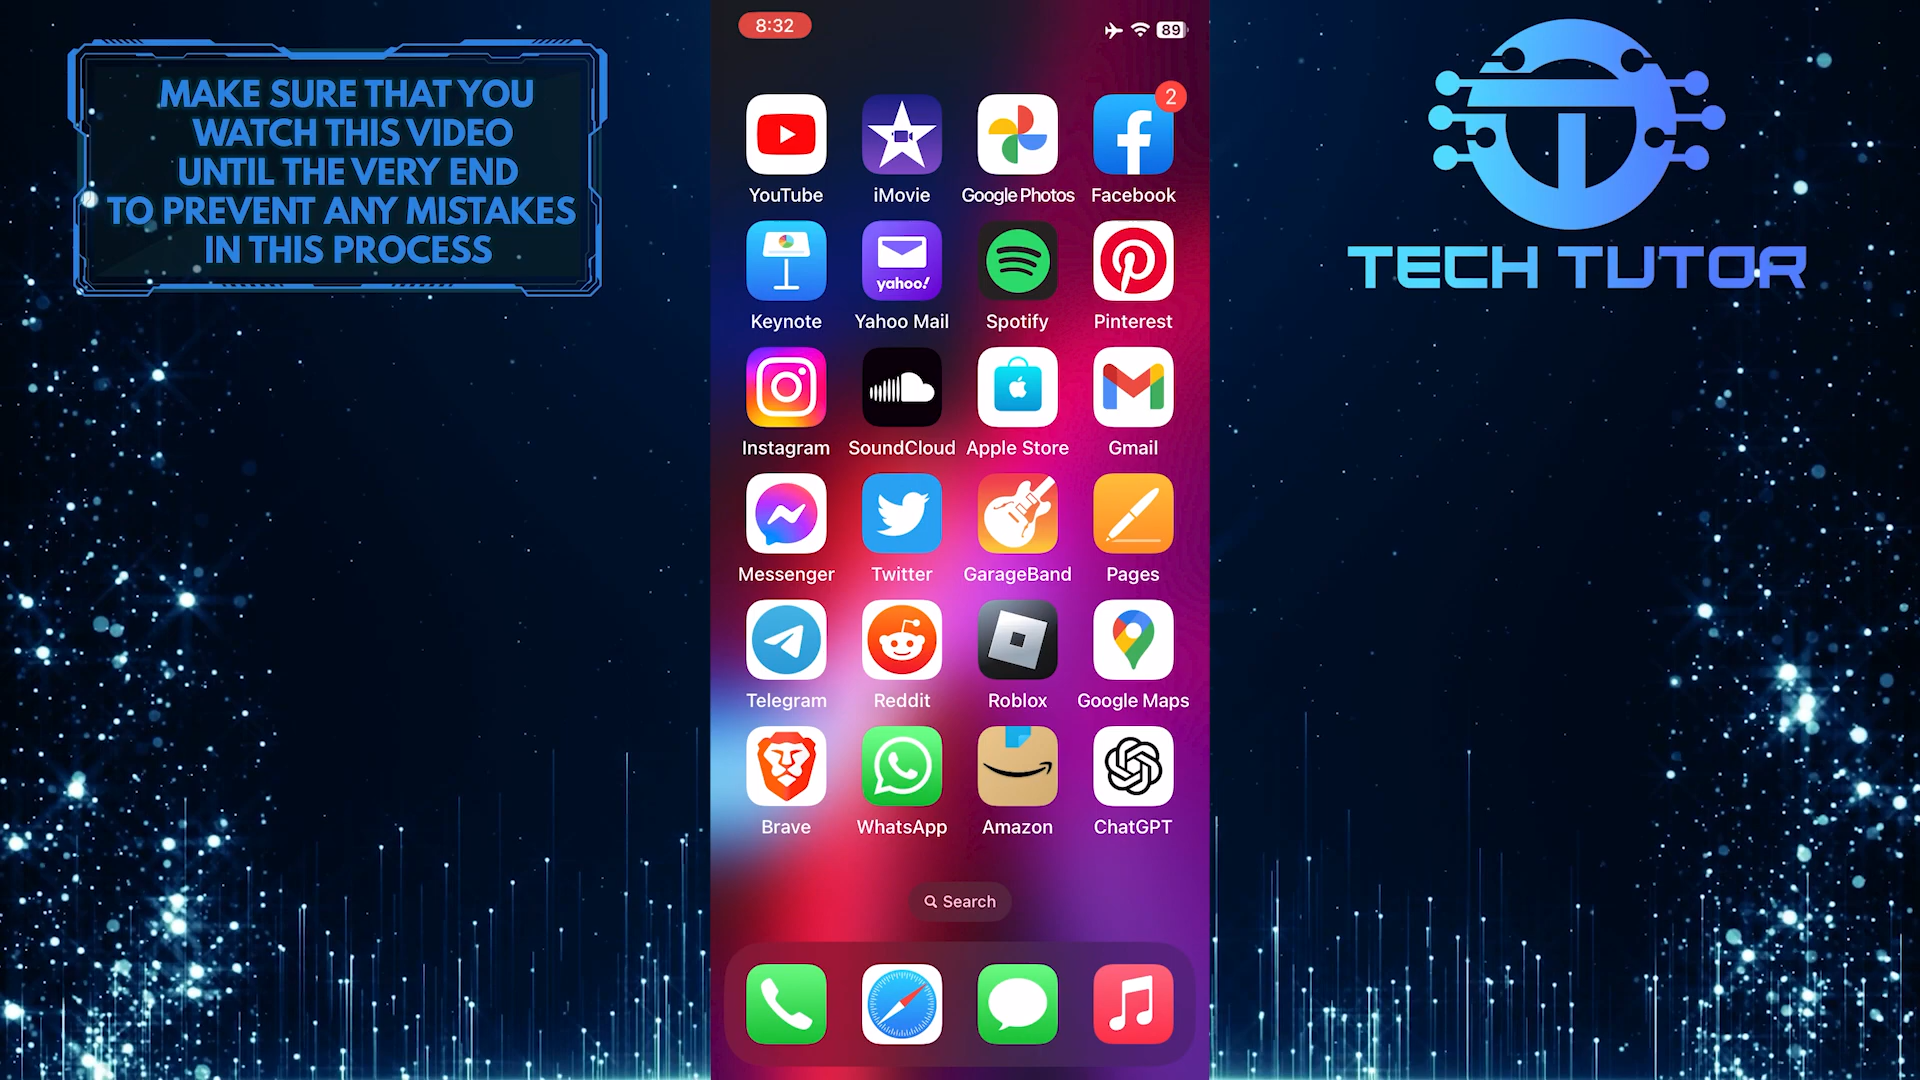 MAKE SURE THAT YOU
WATCH THIS VIDEO
UNTIL THE VERY END
TO PREVENT ANY MISTAKES
IN THIS PROCESS
8:32
89
2
YouTube
iMovie
Google Photos
Facebook
yahoo!
Keynote
Yahoo Mail
Spotify
Pinterest
Instagram
SoundCloud
Apple Store
Gmail
Messenger
Twitter
GarageBand
Pages
Telegram
Reddit
Roblox
Google Maps
Brave
WhatsApp
Amazon
ChatGPT
Search
TECH TUTOR